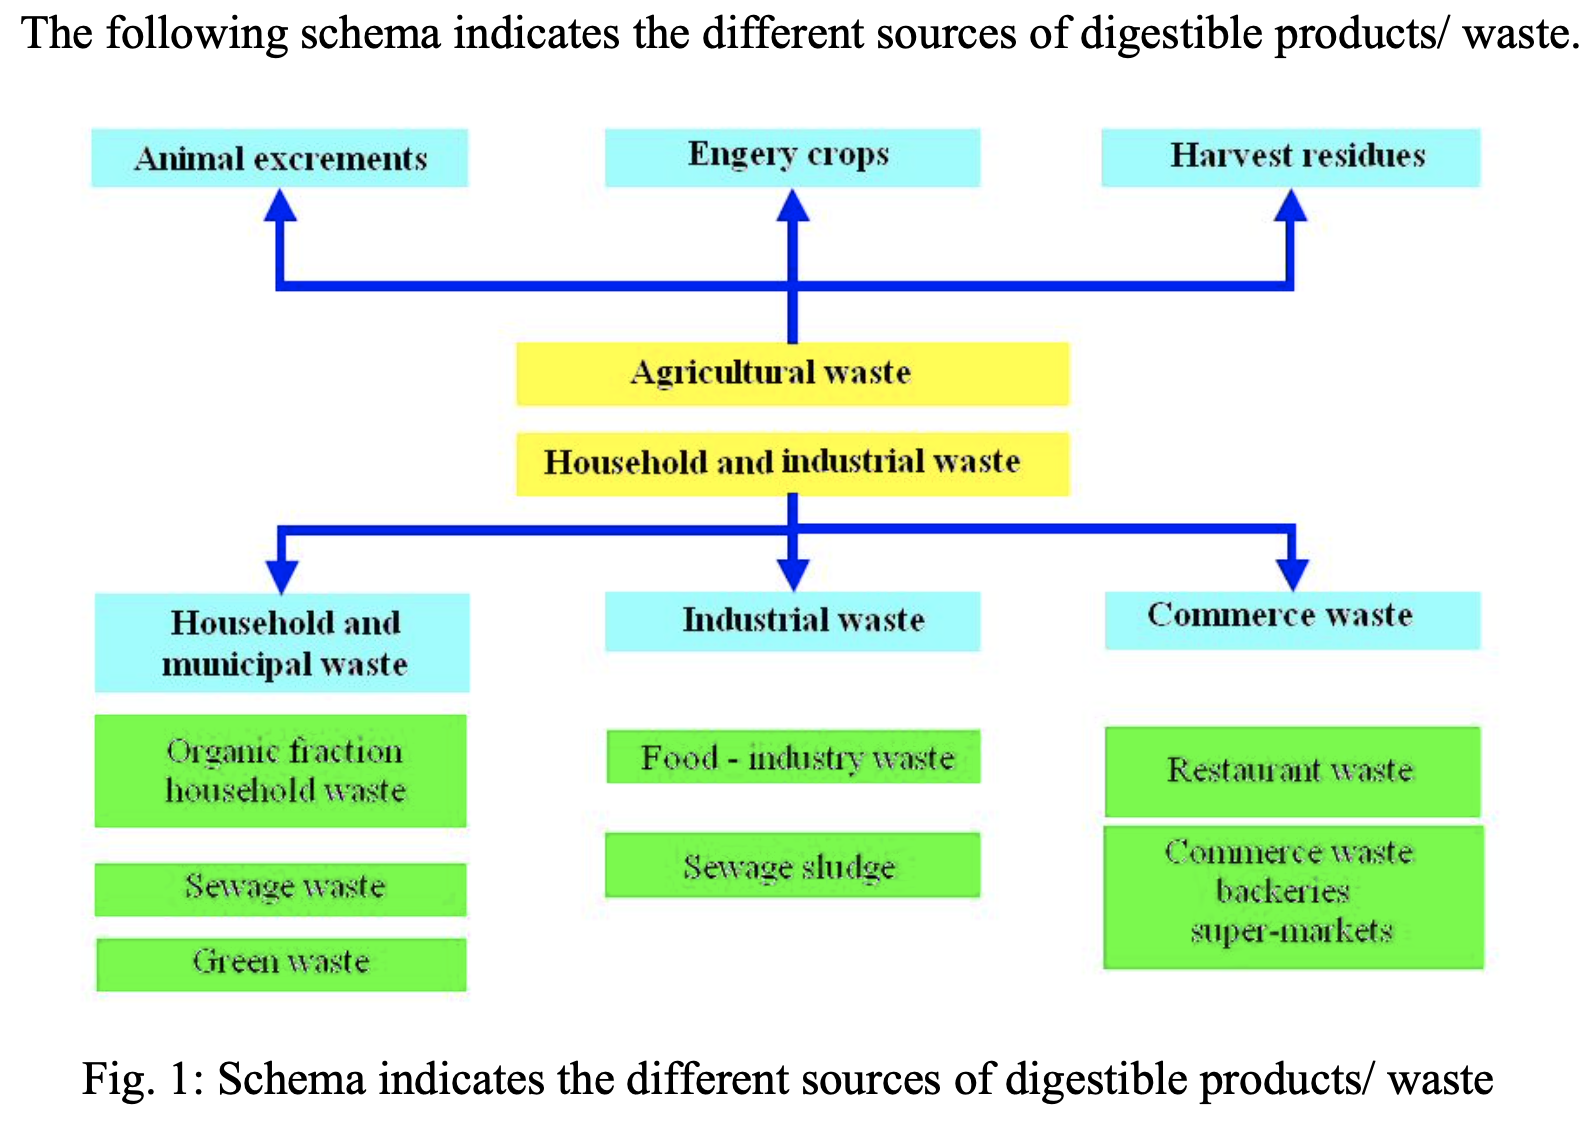 The following schema indicates the different sources of digestible products/ waste.
Animal excrements
Engery crops
Harvest residues
Agricultural waste
Household and industrial waste
Household and
municipal waste
Industrial waste
Commerce waste
Organic fraction
household waste
Food - industry waste
Restaurant waste
Sewage waste
Sewage sludge
Commerce waste
backeries
super-markets
Green waste
Fig. 1: Schema indicates the different sources of digestible products/ waste